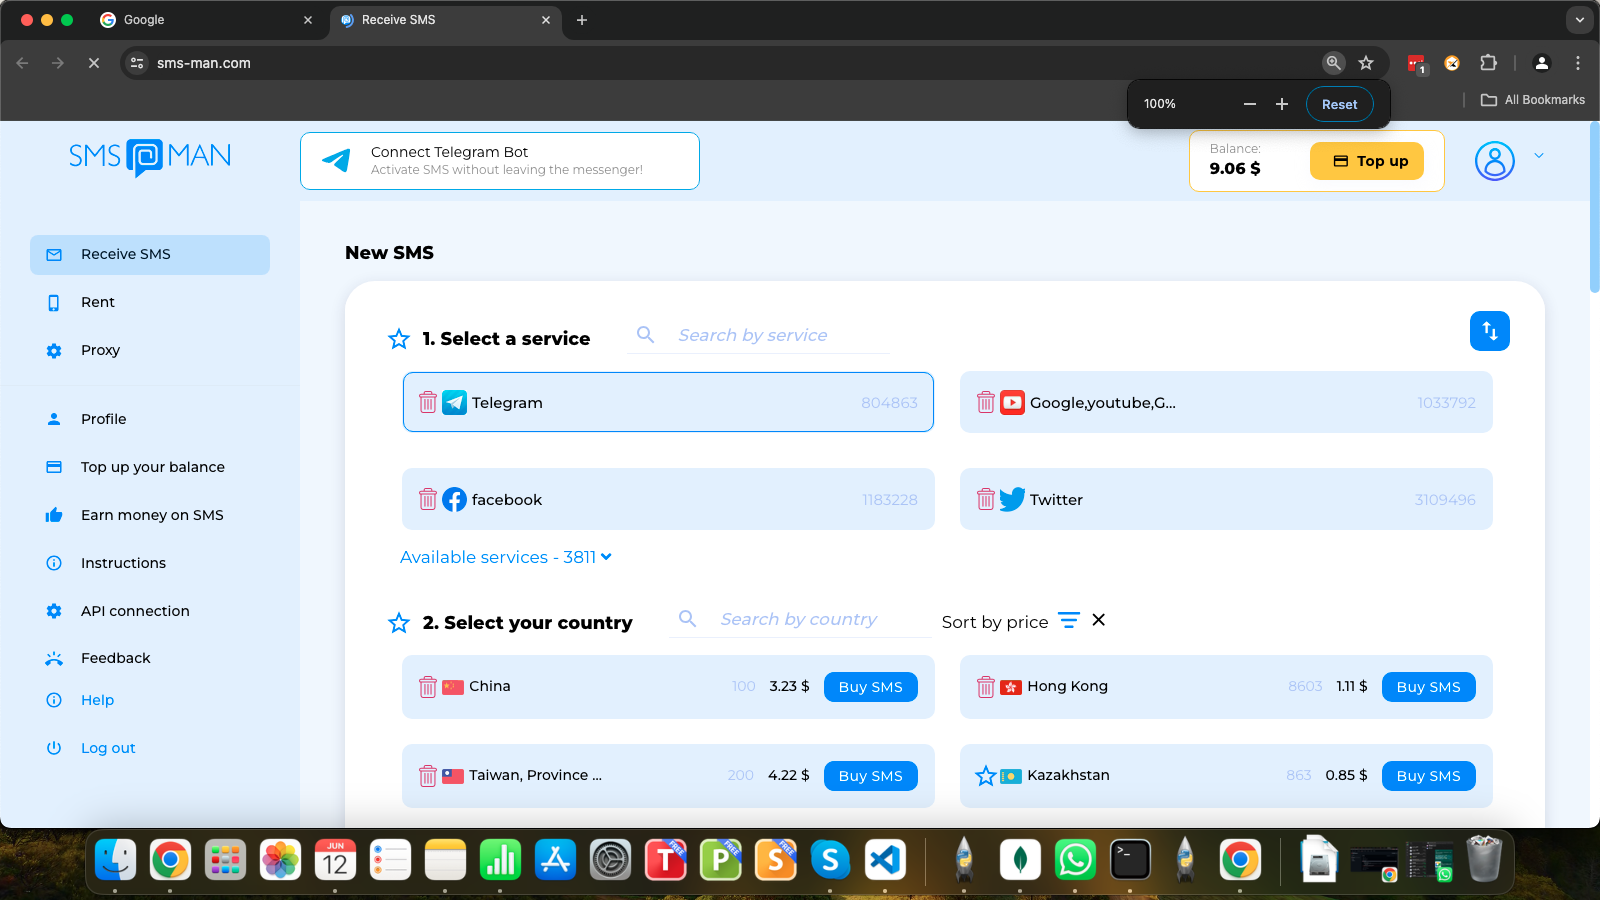 Google
Receive SMS
sms-man.com
1
100%
Reset
All Bookmarks
SMS MAN
Connect Telegram Bot
Activate SMS without leaving the messenger!
Balance:
9.06 $
Top up
Receive SMS
Rent
Proxy
Profile
Top up your balance
Earn money on SMS
Instructions
API connection
Feedback
Help
Log out
New SMS
1. Select a service
Search by service
Telegram 804863
Google,youtube,G... 1033792
facebook 1183228
Twitter 3109496
Available services - 3811
2. Select your country
Search by country
Sort by price
China 100 3.23 $ Buy SMS
Hong Kong 8603 1.11 $ Buy SMS
Taiwan, Province ... 200 4.22 $ Buy SMS
Kazakhstan 863 0.85 $ Buy SMS
JUN
12
T FREE
P FREE
S FREE
S
>_